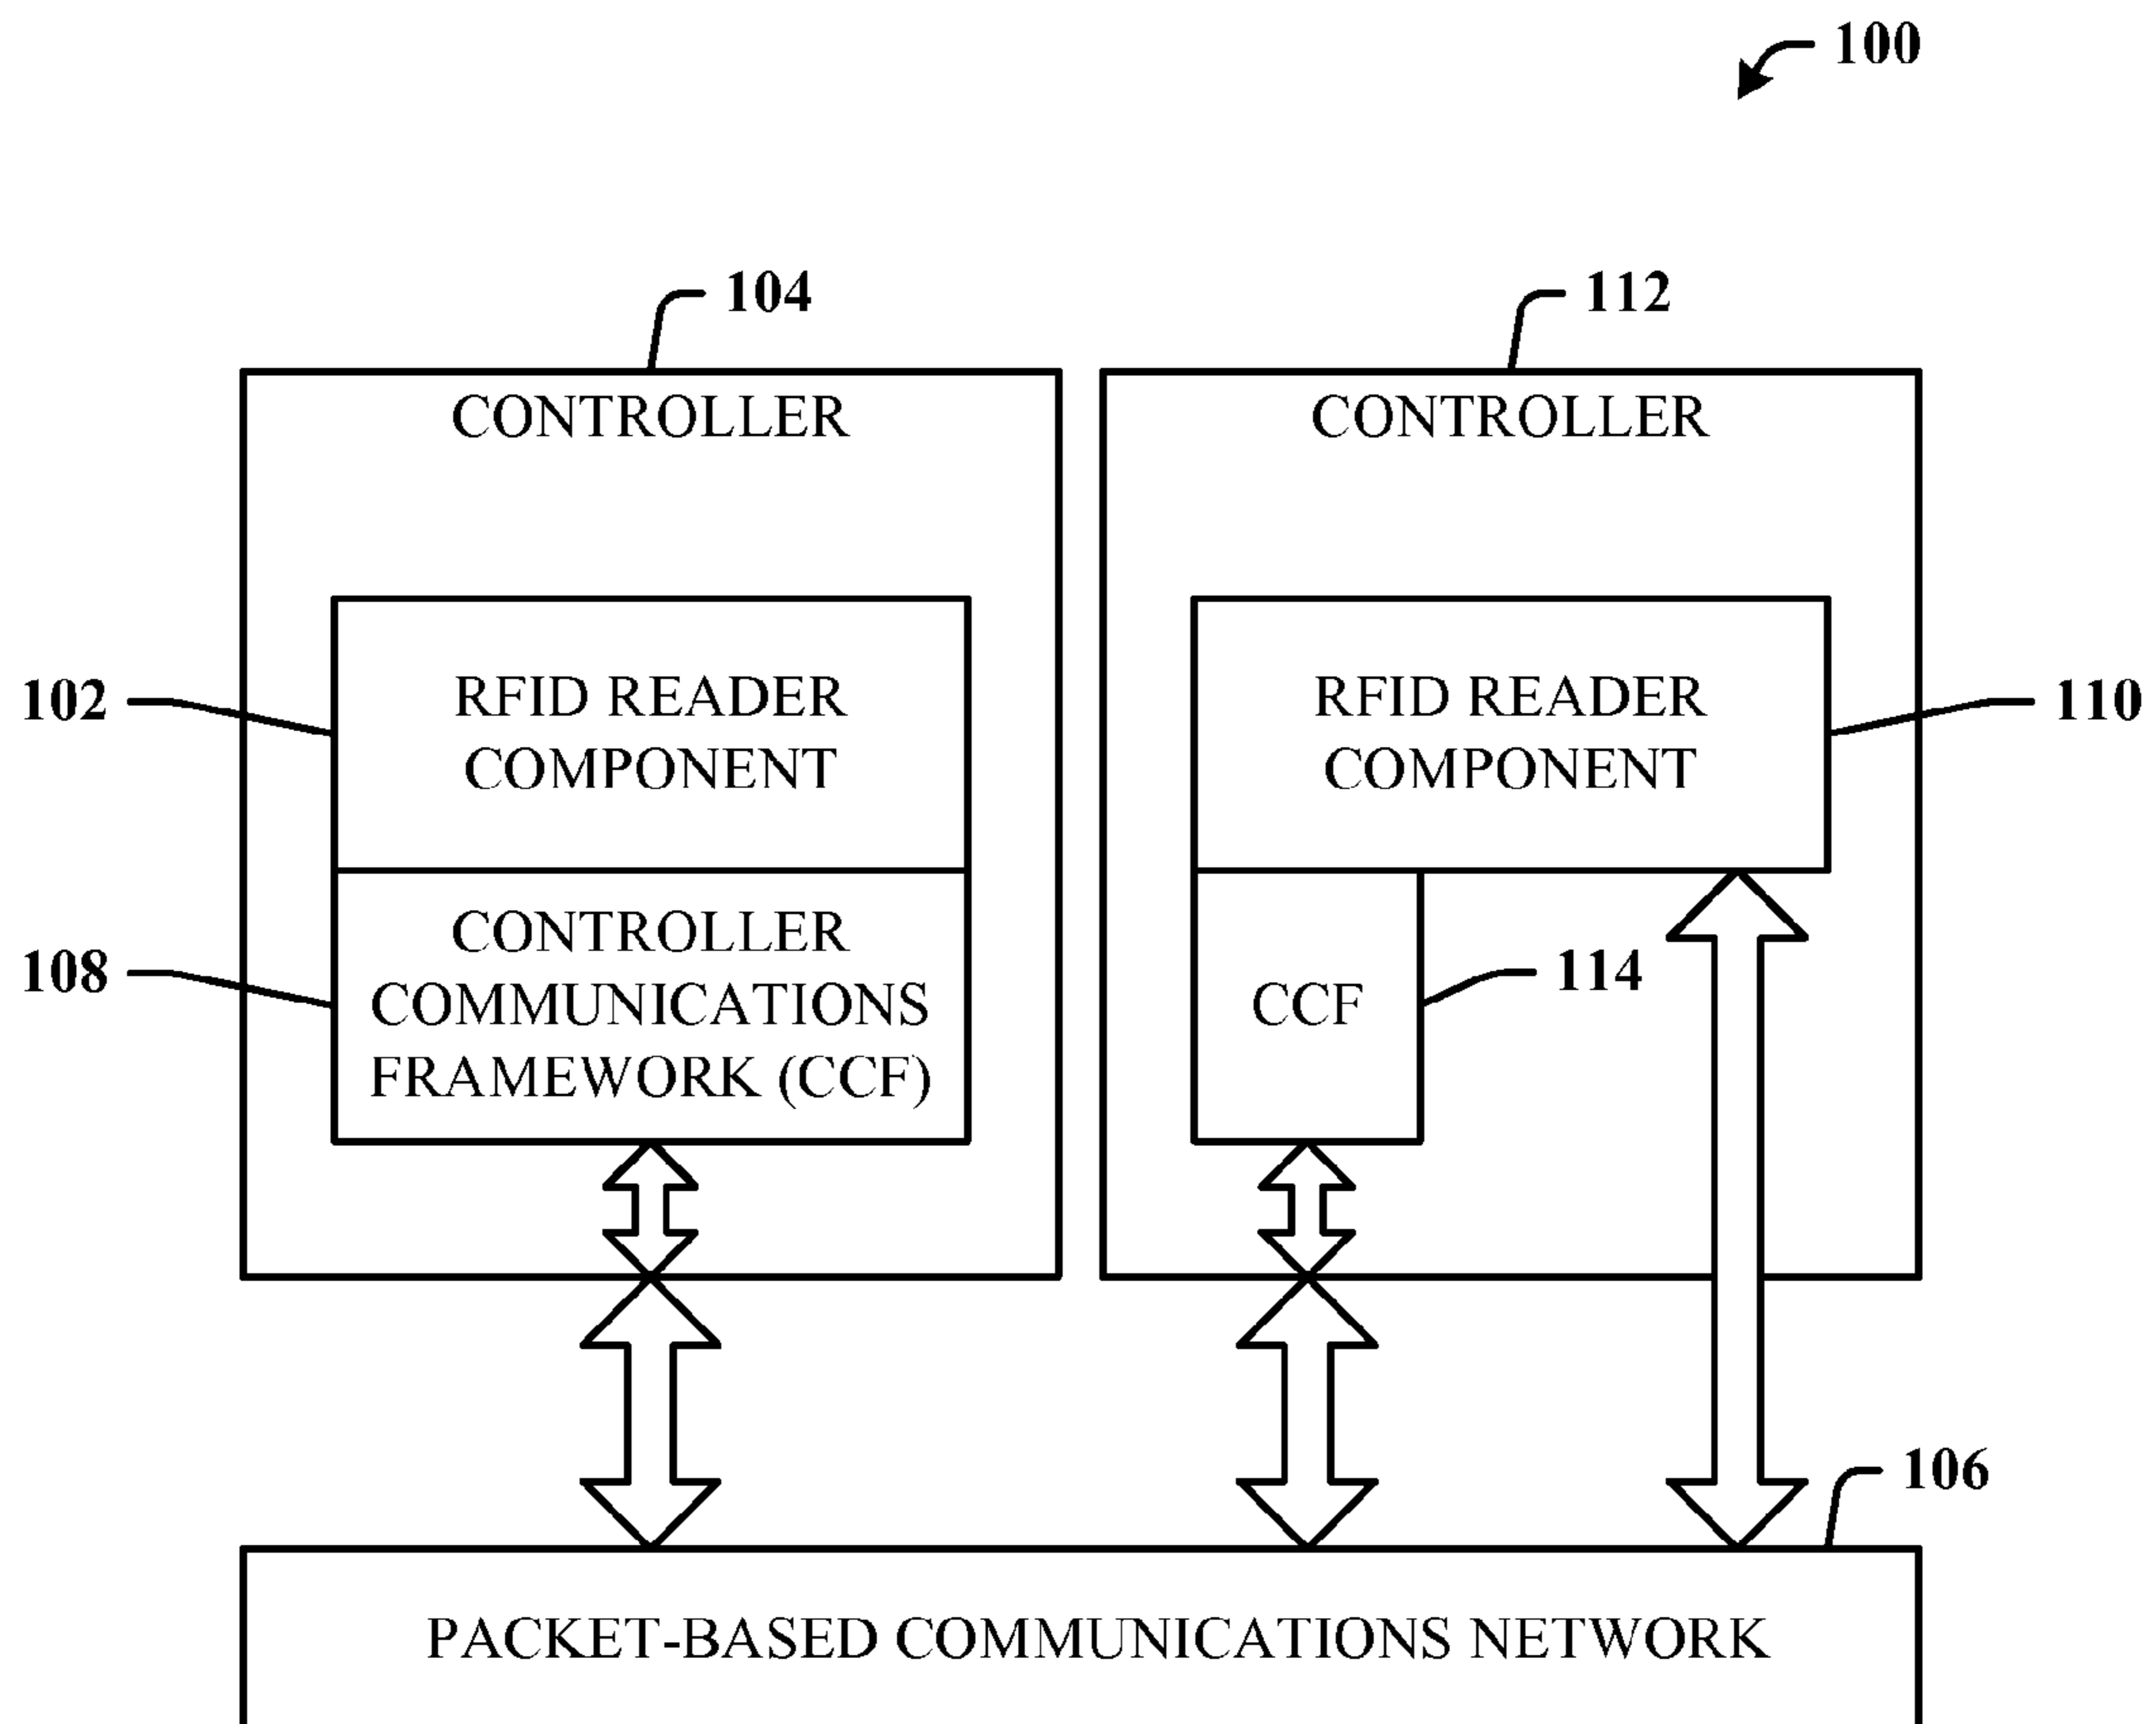 100
104
112
CONTROLLER
CONTROLLER
102
RFID READER
COMPONENT
RFID READER
COMPONENT
110
108
CONTROLLER
COMMUNICATIONS
FRAMEWORK (CCF)
CCF
114
106
PACKET-BASED COMMUNICATIONS NETWORK